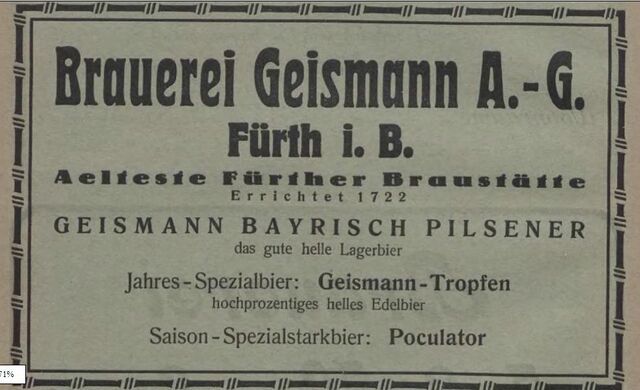 Brauerei Geismann A.-G.
Fürth i. B.
Aelteste Fürther Braustätte
Errichtet 1722
GEISMANN BAYRISCH PILSENER
das gute helle Lagerbier
Jahres-Spezialbier: Geismann-Tropfen
hochprozentiges helles Edelbier
Saison-Spezialstarkbier: Poculator
71%